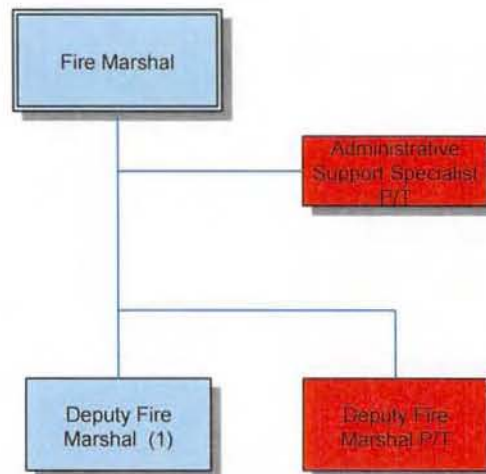 Fire Marshal
Administrative
Support Specialist
P/T
Deputy Fire
Marshal (1)
Deputy Fire
Marshal P/T